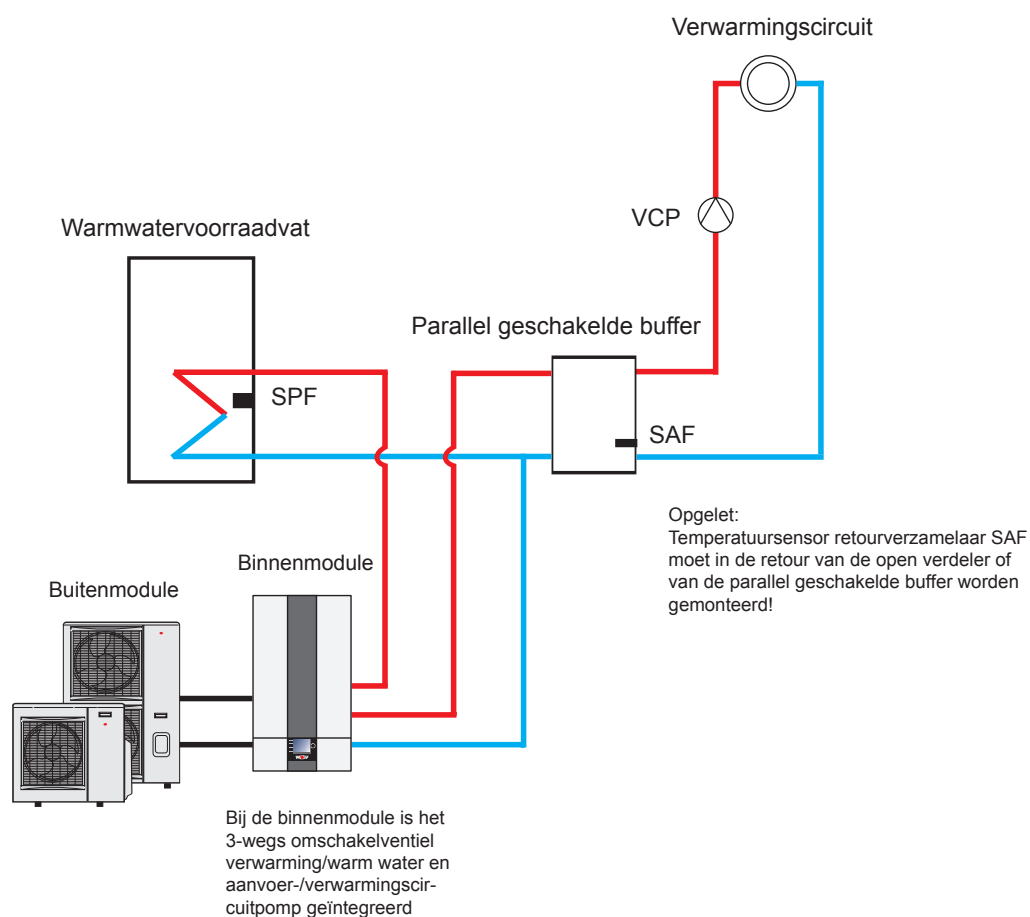 Verwarmingscircuit
VCP
Warmwatervoorraadvat
Parallel geschakelde buffer
SPF
SAF
Opgelet:
Temperatuursensor retourverzamelaar SAF
moet in de retour van de open verdeler of
van de parallel geschakelde buffer worden
gemonteerd!
Binnenmodule
Buitenmodule
WOLF
Bij de binnenmodule is het
3-wegs omschakelventiel
verwarming/warm water en
aanvoer-/verwarmingscir-
cuitpomp geïntegreerd